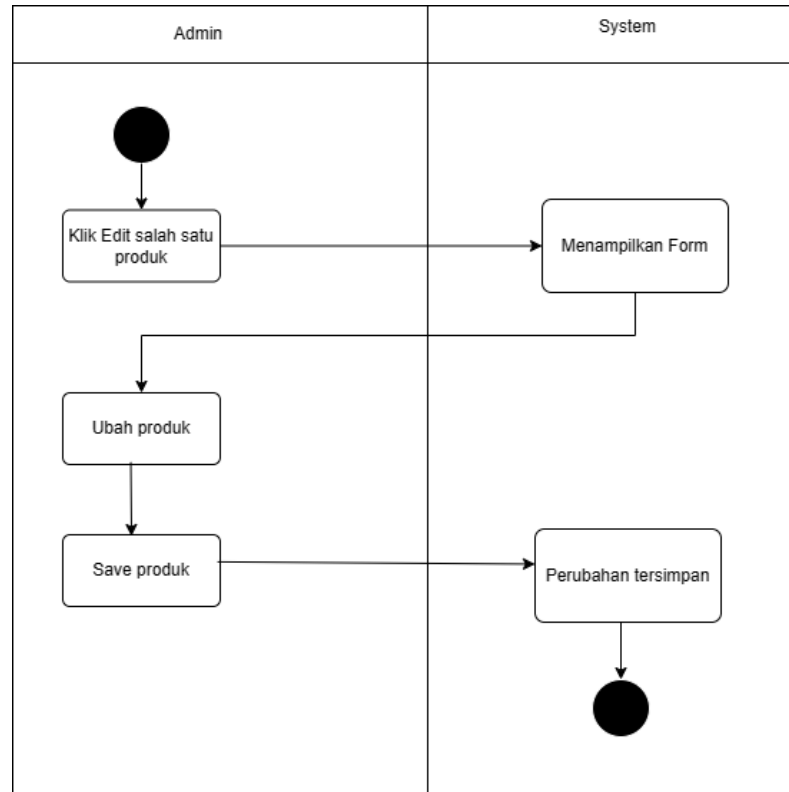 Admin
System
Klik Edit salah satu
produk
Menampilkan Form
Ubah produk
Save produk
Perubahan tersimpan